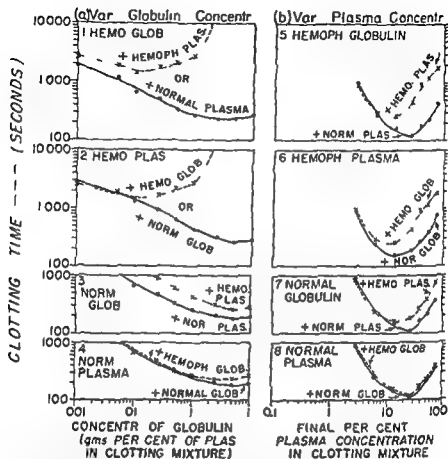 (a) Var Globulin Concentr
(b) Var Plasma Concentr
CLOTTING TIME --- (SECONDS)
1 HEMO GLOB
+ HEMOPH PLAS
OR
+ NORMAL PLASMA
1000
100
2 HEMO PLAS
+ HEMO GLOB
OR
+ NORM GLOB
1000
100
3
NORM
GLOB
+ HEMO.
PLAS
+ NOR PLAS
1000
100
4
NORM
PLASMA
+ HEMOPH GLOB
+ NORMAL GLOB
1000
100
001 01 0.1 1
CONCENTR OF GLOBULIN
(gms PER CENT OF PLAS
IN CLOTTING MIXTURE)
5 HEMOPH GLOBULIN
+ HEMO. PLAS
+ NORM PLAS
6 HEMOPH PLASMA
+ HEMO GLOB
+ NOR GLOB
7 NORMAL
GLOBULIN
+ HEMO PLAS
+ NORM PLAS
8 NORMAL
PLASMA
+ HEMO GLOB
+ NORM GLOB
1 10 100
FINAL PER CENT
PLASMA CONCENTRATION
IN CLOTTING MIXTURE